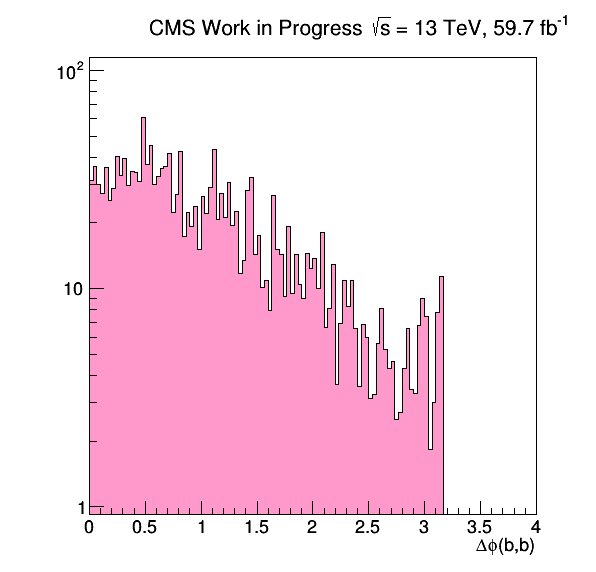 CMS Work in Progress √s = 13 TeV, 59.7 fb⁻¹
10²
10
1
0 0.5 1 1.5 2 2.5 3 3.5 4
Δϕ(b,b)